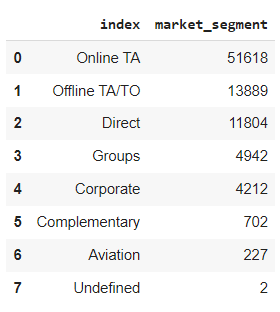 index market_segment
0 Online TA 51618
1 Offline TA/TO 13889
2 Direct 11804
3 Groups 4942
4 Corporate 4212
5 Complementary 702
6 Aviation 227
7 Undefined 2